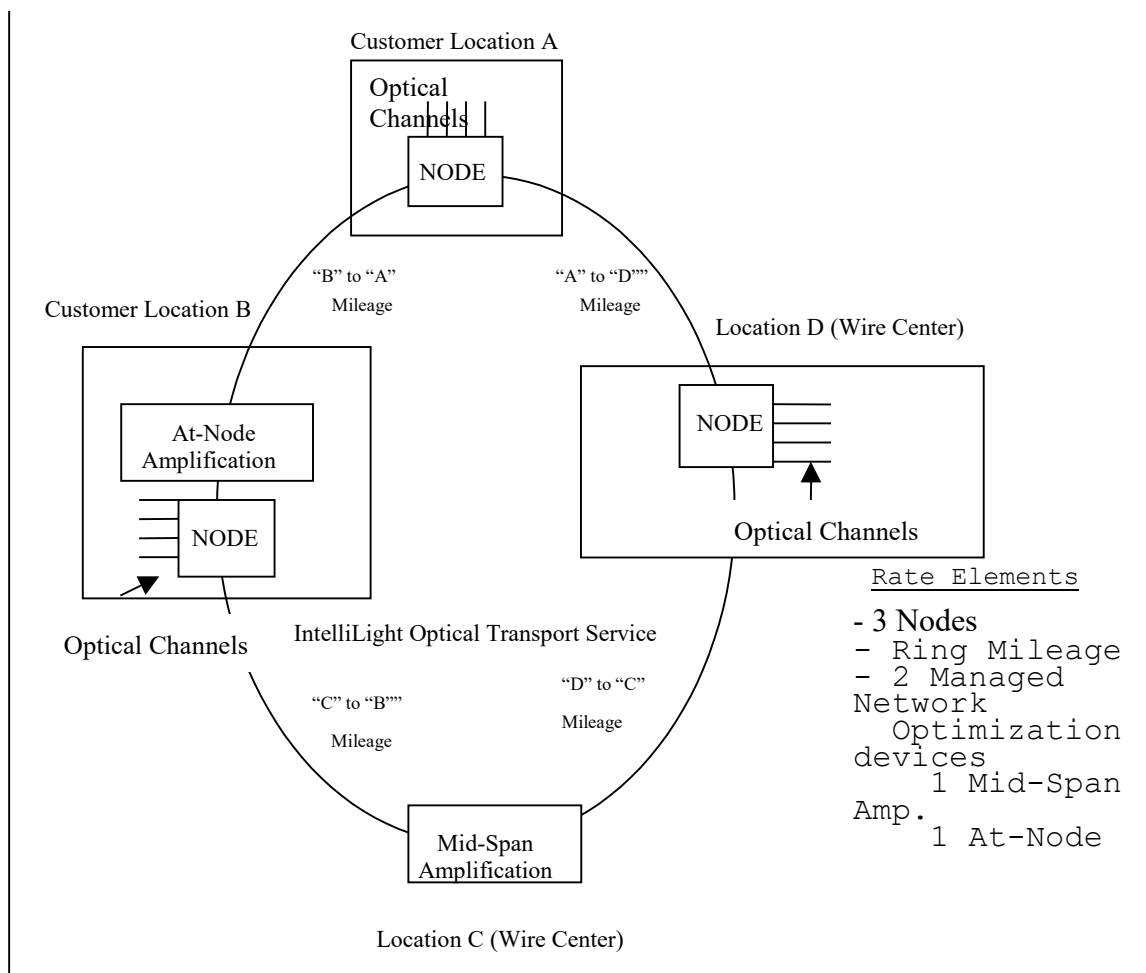 Customer Location A
Optical
Channels
NODE
“B” to “A”
Mileage
“A” to “D””
Mileage
Customer Location B
Location D (Wire Center)
At-Node
Amplification
NODE
NODE
Optical Channels
Optical Channels
IntelliLight Optical Transport Service
“C” to “B””
Mileage
“D” to “C”
Mileage
Rate Elements
- 3 Nodes
- Ring Mileage
- 2 Managed
Network
Optimization
devices
1 Mid-Span
Amp.
1 At-Node
Mid-Span
Amplification
Location C (Wire Center)